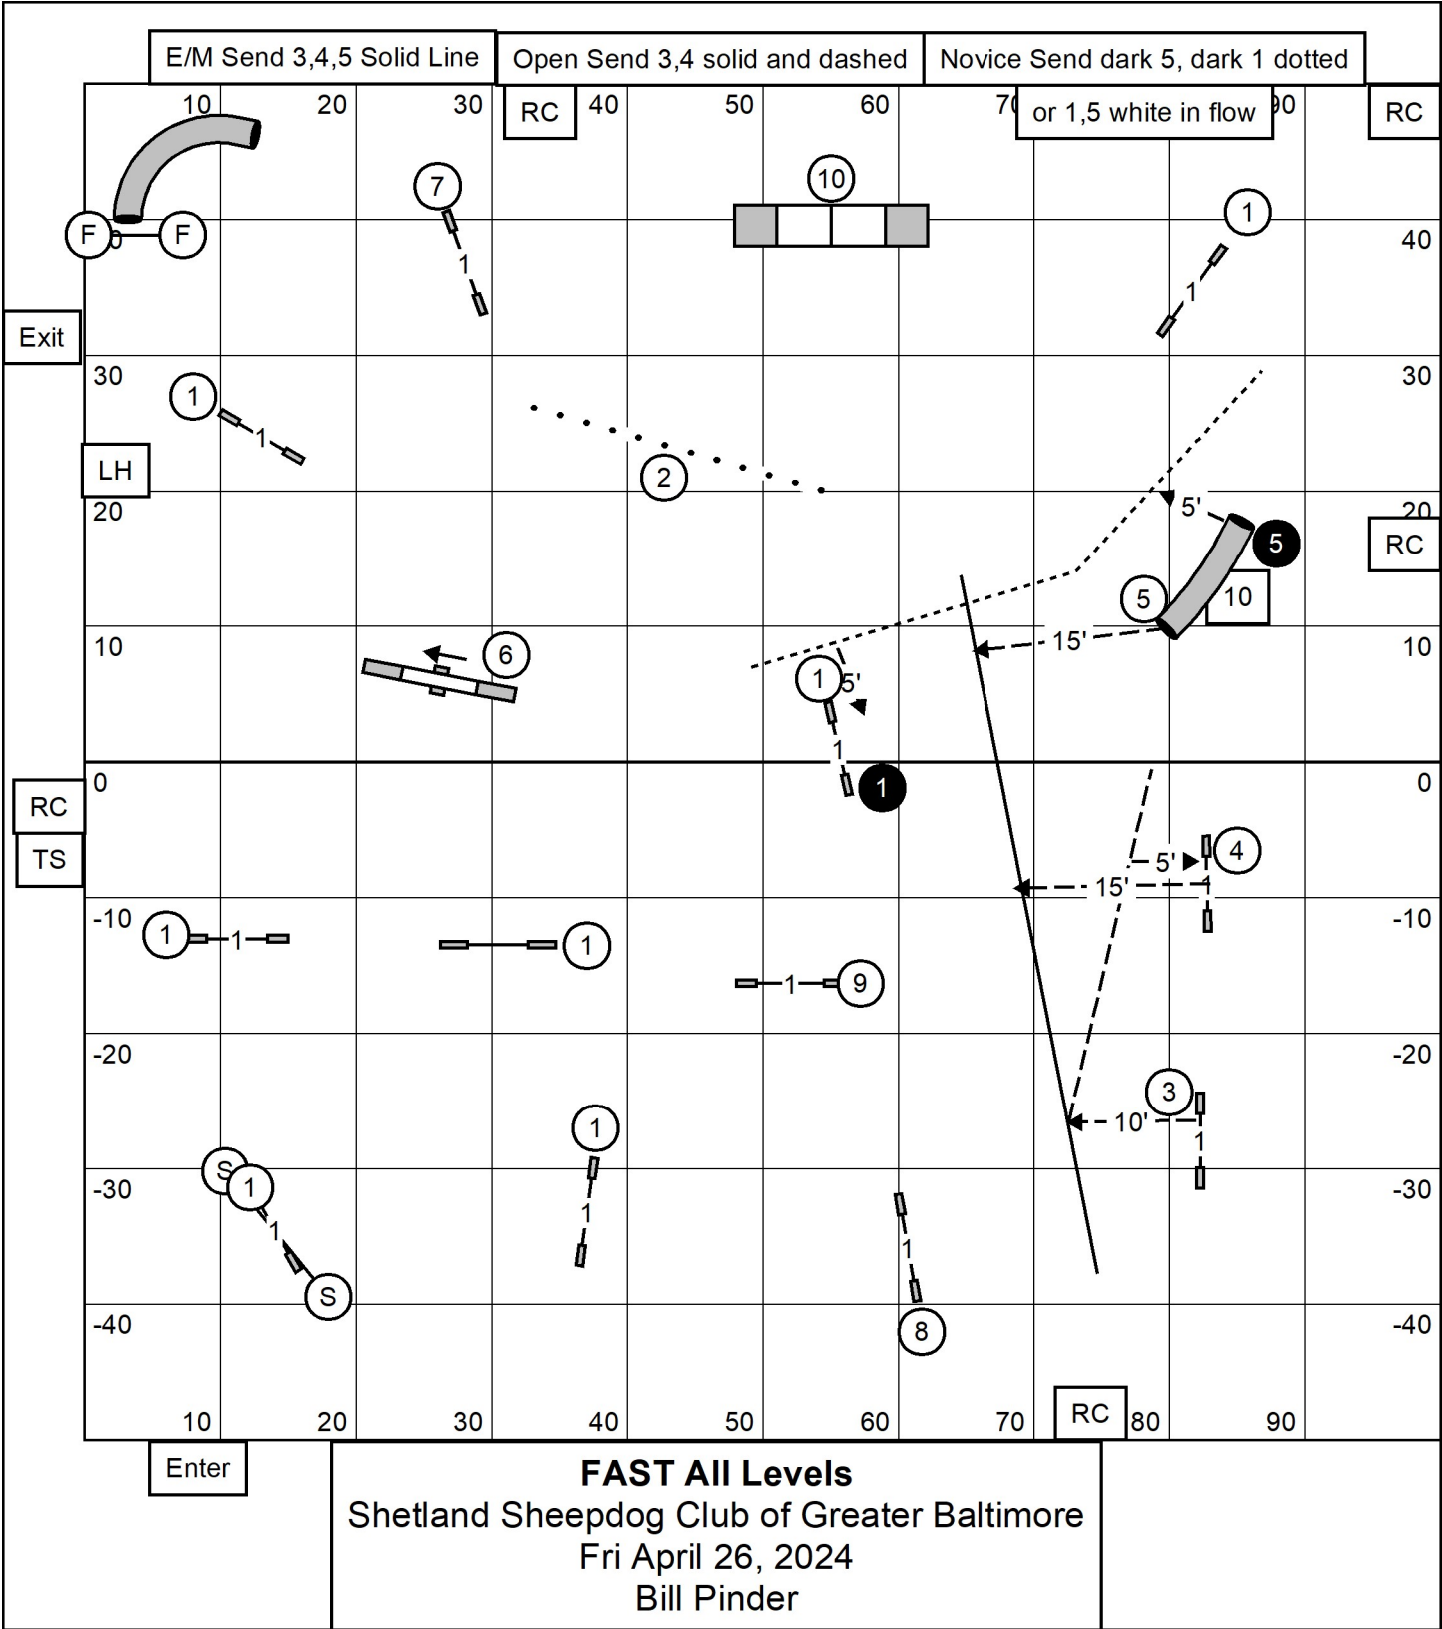 E/M Send 3,4,5 Solid Line
Open Send 3,4 solid and dashed
Novice Send dark 5, dark 1 dotted
10 20 30 RC 40 50 60 or 1,5 white in flow RC
7 10 1
F F 40
1 1
Exit
30 30
1 1
LH 2
20 5' 20
5 RC
5 10
10 15' 10
6 1 5'
1
0 1 0
RC
TS 5' 4
15' 1
-10 1 1 1 -10
1 9
-20 -20
3
1 10' 1
S 1
-30 -30
1 1 1
S
-40 8 -40
10 20 30 40 50 60 70 RC 80 90
Enter
FAST All Levels
Shetland Sheepdog Club of Greater Baltimore
Fri April 26, 2024
Bill Pinder